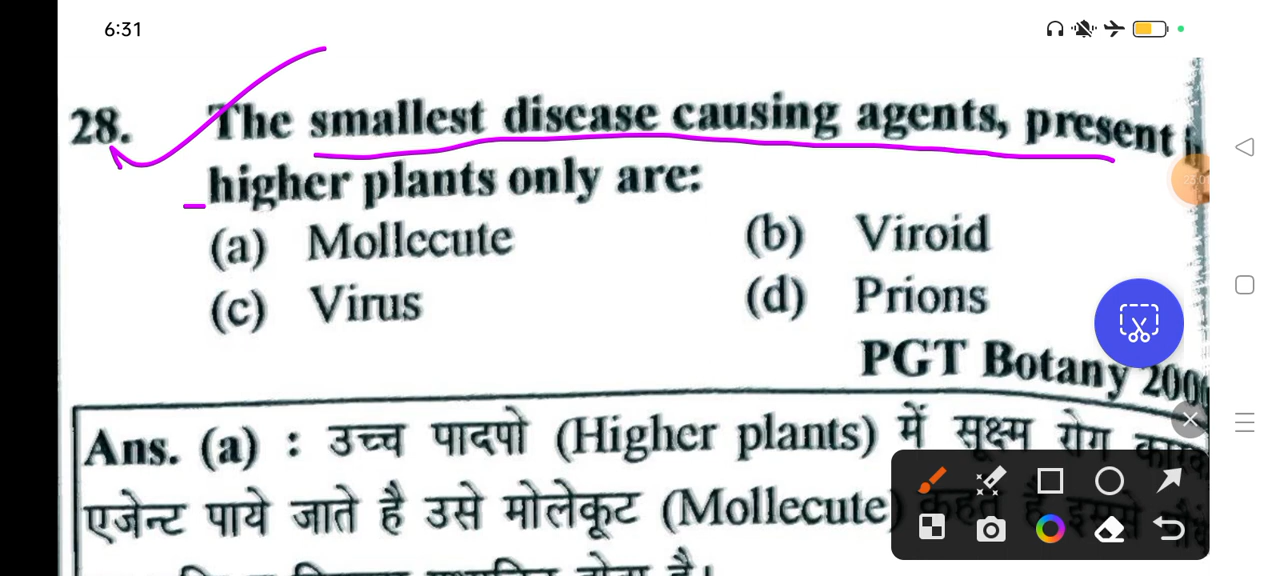 6:31
28. The smallest disease causing agents, present
higher plants only are:
(a) Mollecute (b) Viroid
(c) Virus (d) Prions
PGT Botany 200
Ans. (a) : उच्च पादपो (Higher plants) में सूक्ष्म रोग
एजेन्ट पाये जाते है उसे मोलेकूट (Mollecute)